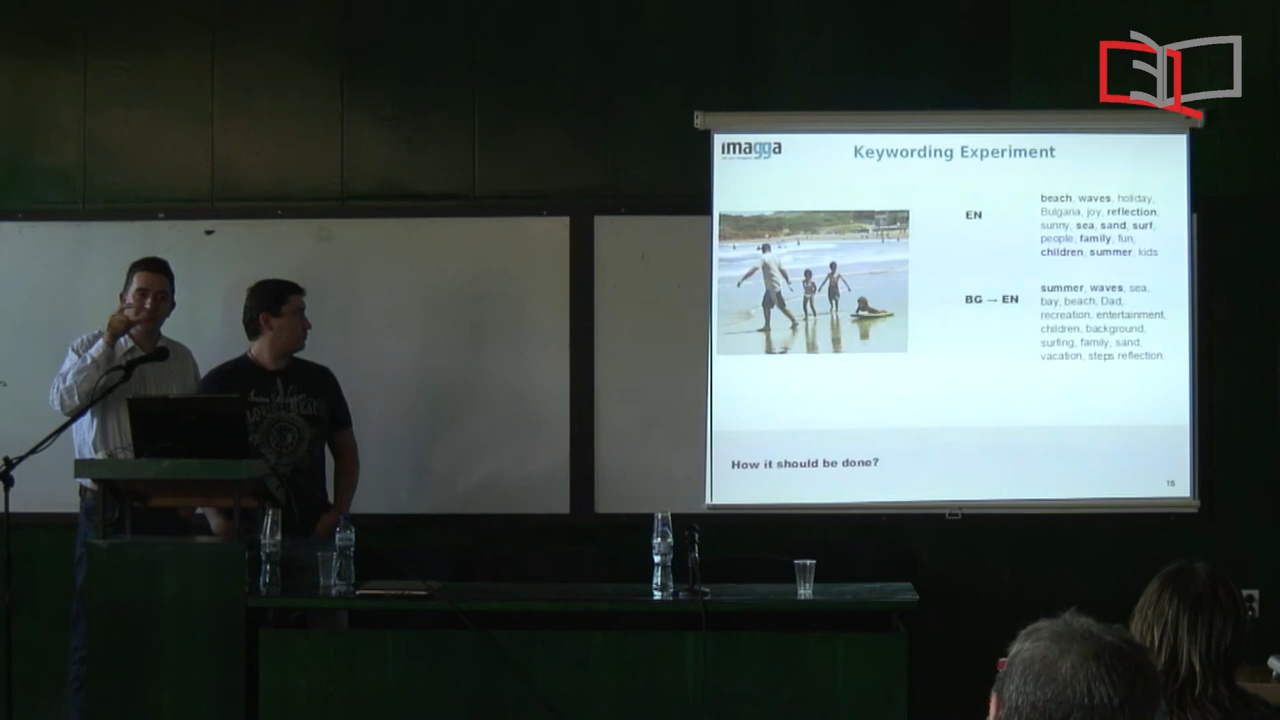 imagga
Keywording Experiment
EN
beach, waves, holiday,
Bulgaria, joy, reflection,
sunny, sea, sand, surf,
people, family, fun,
children, summer, kids
BG → EN
summer, waves, sea,
bay, beach, Dad,
recreation, entertainment,
children, background,
surfing, family, sand,
vacation, steps reflection
How it should be done?
16